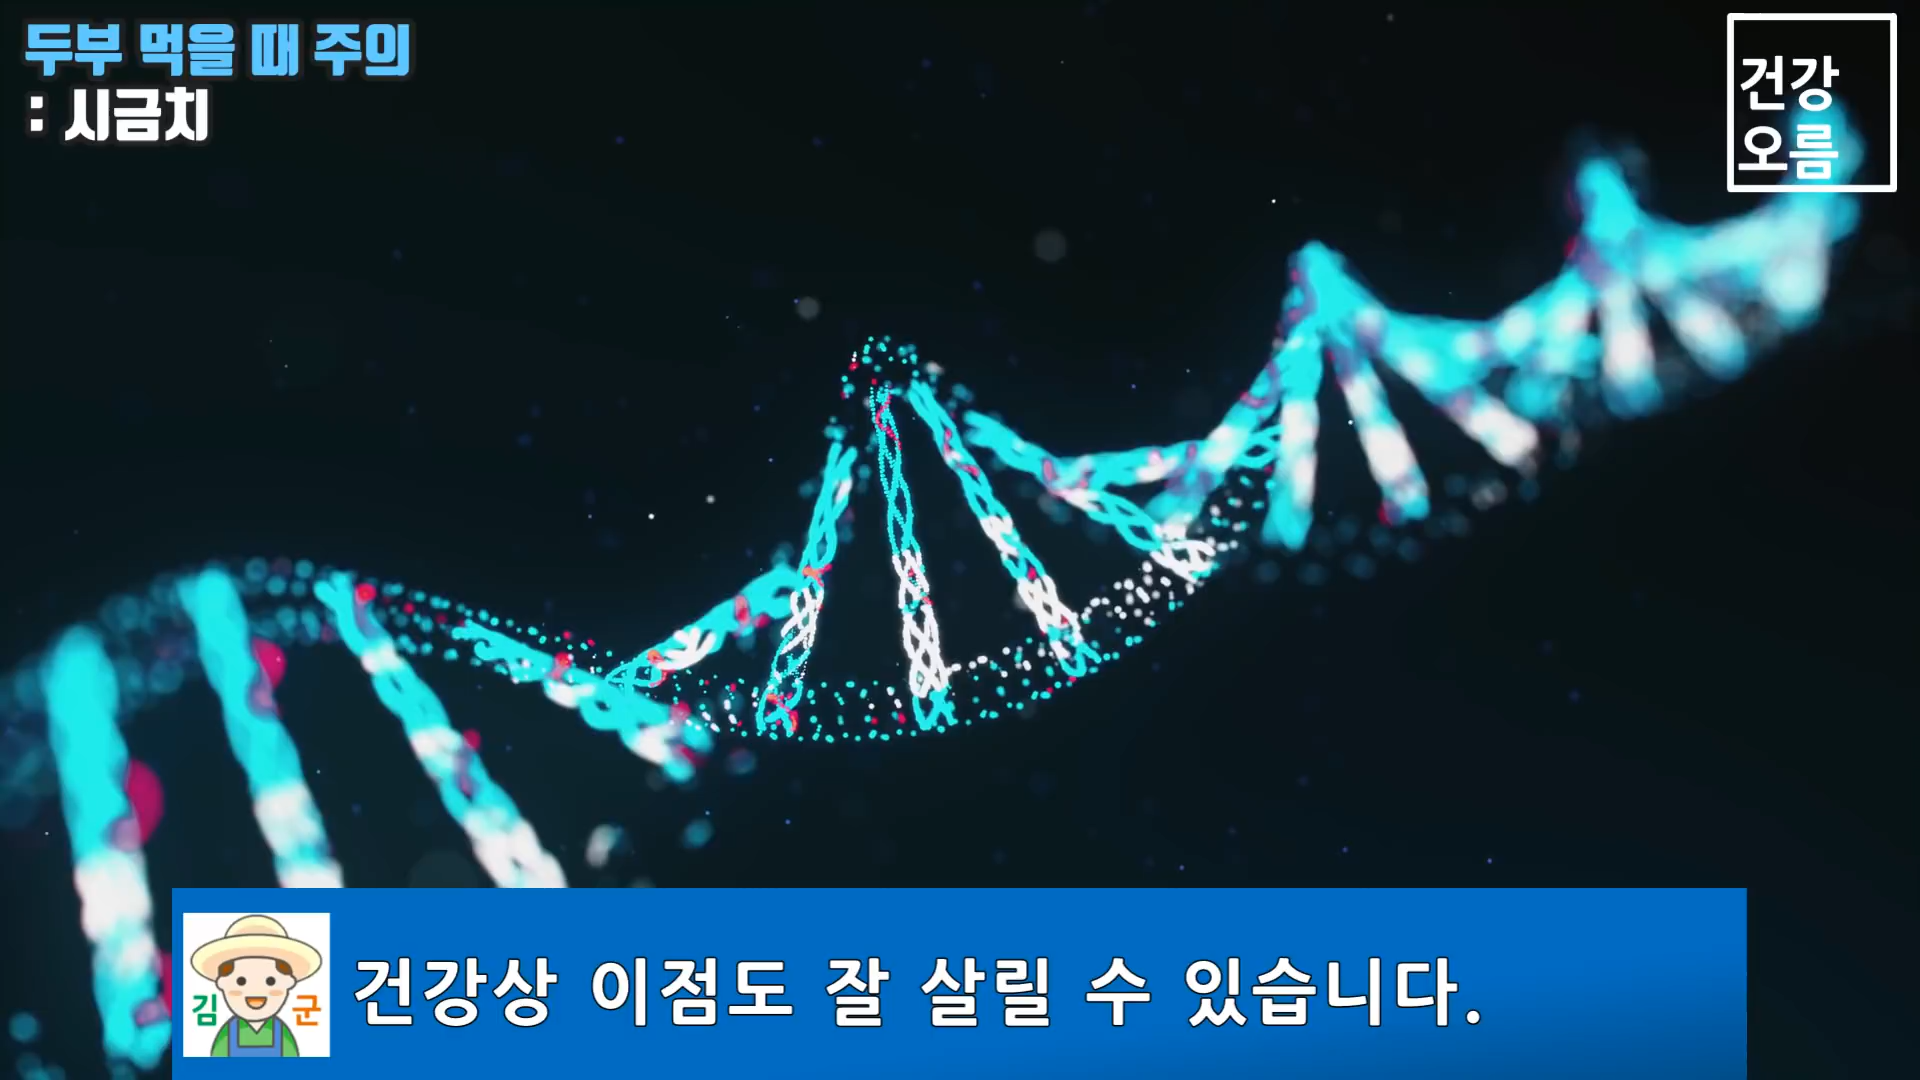 두부 먹을 때 주의
: 시금치
건강
오름
김 군
건강상 이점도 잘 살릴 수 있습니다.